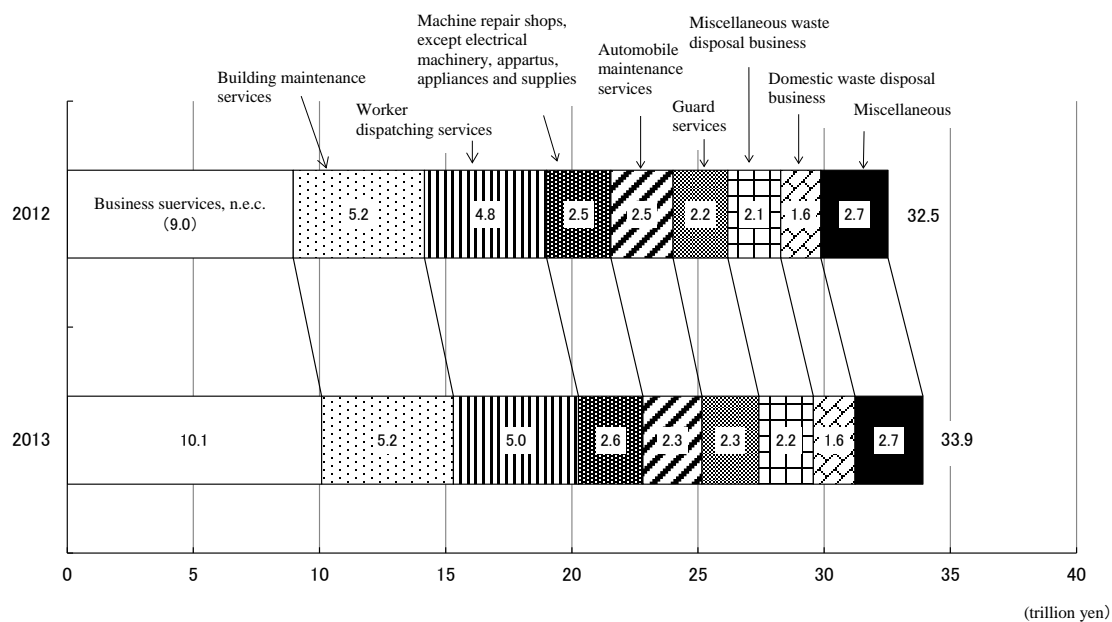 Machine repair shops,
except electrical
machinery, appartus,
appliances and supplies
Miscellaneous waste
disposal business
Automobile
maintenance
services
Building maintenance
services
Domestic waste disposal
business
Worker
dispatching services
Guard
services
Miscellaneous
2012
Business suervices, n.e.c.
(9.0)
5.2
4.8
2.5
2.5
2.2
2.1
1.6
2.7
32.5
2013
10.1
5.2
5.0
2.6
2.3
2.3
2.2
1.6
2.7
33.9
0
10
15
20
25
30
35
40
(trillion yen)